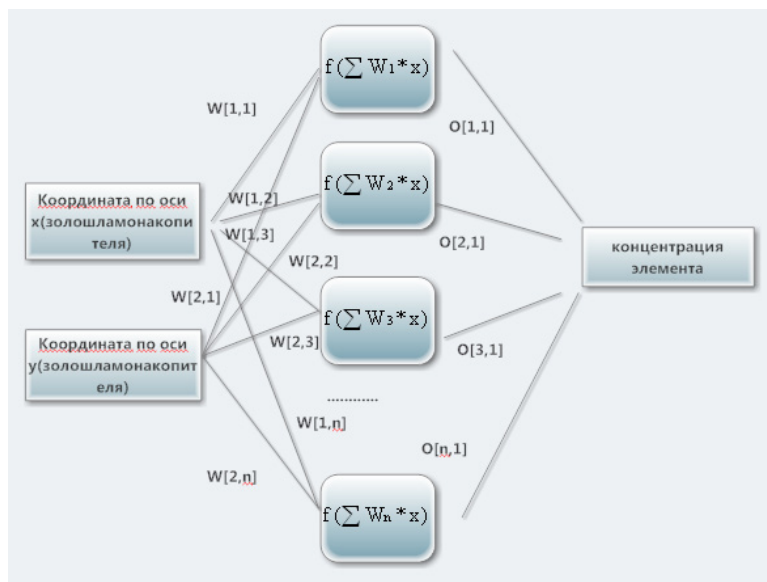 f(∑ W₁*x)
W[1,1]
O[1,1]
f(∑ W₂*x)
Координата по оси
x(золошламонакопи
теля)
W[1,2]
W[1,3]
O[2,1]
концентрация
элемента
W[2,2]
W[2,1]
f(∑ W₃*x)
Координата по оси
y(золошламонакопит
еля)
W[2,3]
O[3,1]
.............
W[1,n]
O[n,1]
W[2,n]
f(∑ Wₙ*x)